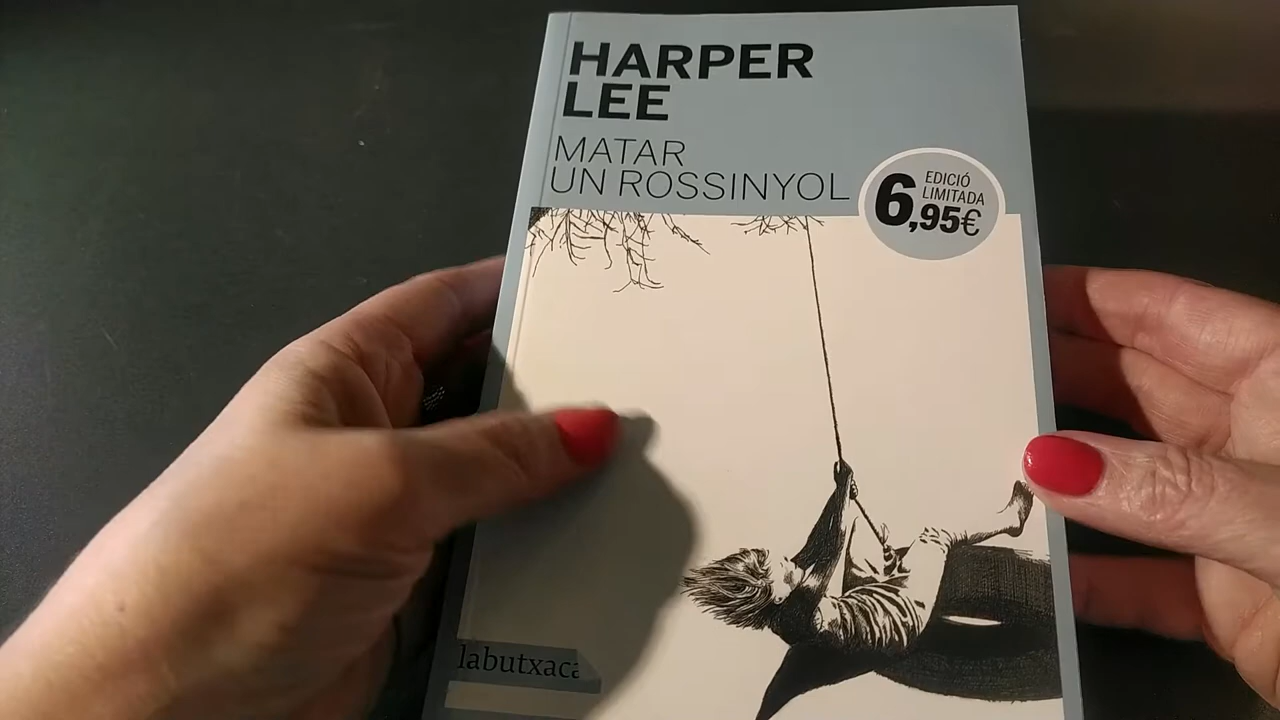 HARPER
LEE
MATAR
UN ROSSINYOL
EDICIÓ
LIMITADA
6,95€
labutxaca